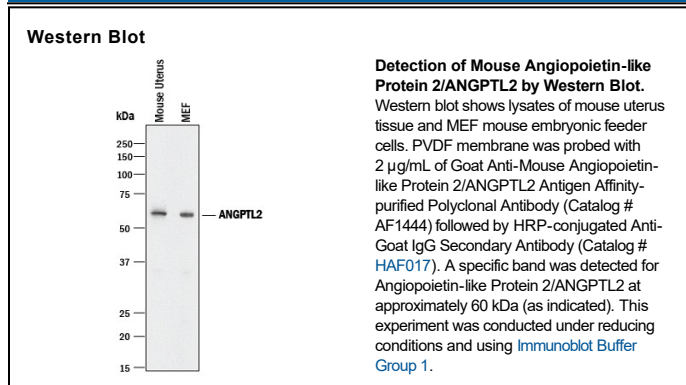 Western Blot
Mouse Uterus
MEF
kDa
250
150
100
75
50
37
25
20
15
ANGPTL2
Detection of Mouse Angiopoietin-like
Protein 2/ANGPTL2 by Western Blot.
Western blot shows lysates of mouse uterus
tissue and MEF mouse embryonic feeder
cells. PVDF membrane was probed with
2 µg/mL of Goat Anti-Mouse Angiopoietin-
like Protein 2/ANGPTL2 Antigen Affinity-
purified Polyclonal Antibody (Catalog #
AF1444) followed by HRP-conjugated Anti-
Goat IgG Secondary Antibody (Catalog #
HAF017). A specific band was detected for
Angiopoietin-like Protein 2/ANGPTL2 at
approximately 60 kDa (as indicated). This
experiment was conducted under reducing
conditions and using Immunoblot Buffer
Group 1.